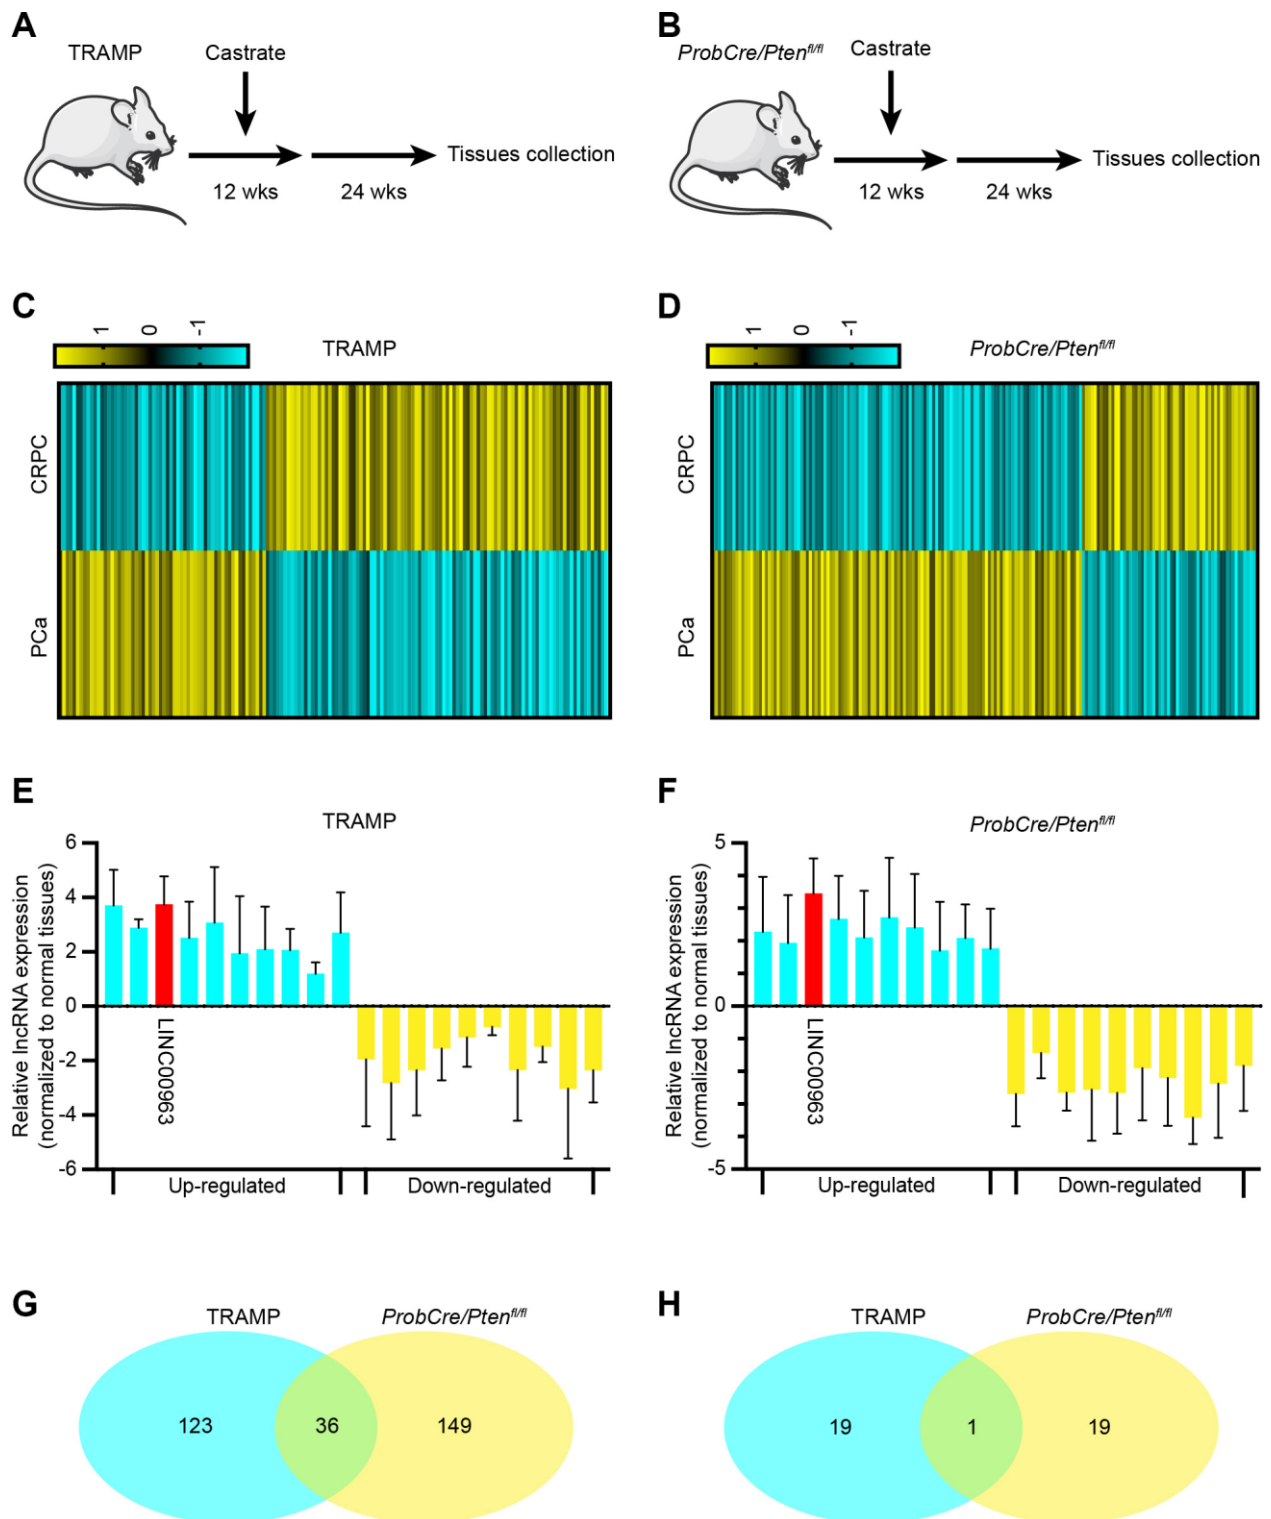 A
TRAMP
Castrate
12 wks
24 wks
Tissues collection
B
ProbCre/Pten^fl/fl
Castrate
12 wks
24 wks
Tissues collection
C
1 0 -1
TRAMP
CRPC
PCa
D
1 0 -1
ProbCre/Pten^fl/fl
CRPC
PCa
E
TRAMP
Relative lncRNA expression
(normalized to normal tissues)
6
4
2
0
-2
-4
-6
LINC00963
Up-regulated
Down-regulated
F
ProbCre/Pten^fl/fl
Relative lncRNA expression
(normalized to normal tissues)
5
0
-5
LINC00963
Up-regulated
Down-regulated
G
TRAMP
ProbCre/Pten^fl/fl
123
36
149
H
TRAMP
ProbCre/Pten^fl/fl
19
1
19